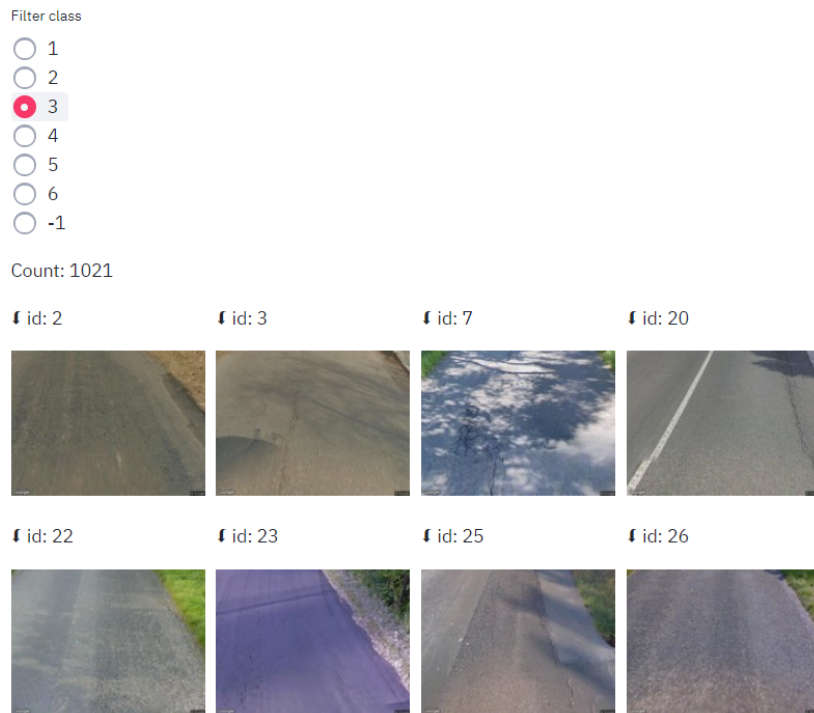 Filter class
1
2
3
4
5
6
-1
Count: 1021
id: 2
id: 3
id: 7
id: 20
id: 22
id: 23
id: 25
id: 26